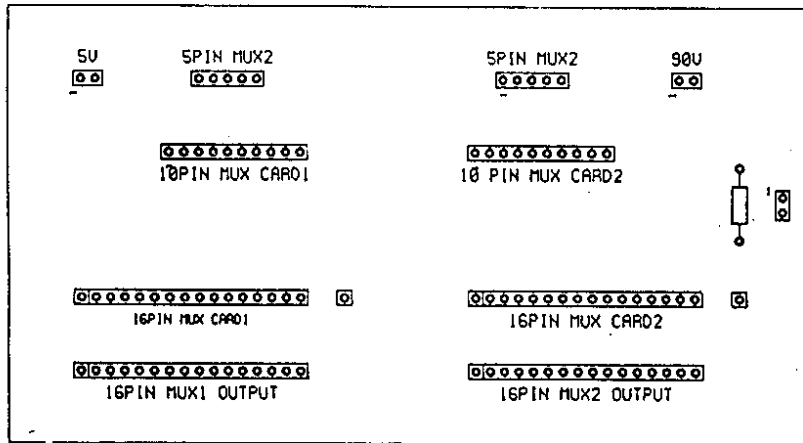 5V
5PIN MUX2
5PIN MUX2
90V
10PIN MUX CARD1
10 PIN MUX CARD2
1
16PIN MUX CARD1
16PIN MUX CARD2
16PIN MUX1 OUTPUT
16PIN MUX2 OUTPUT